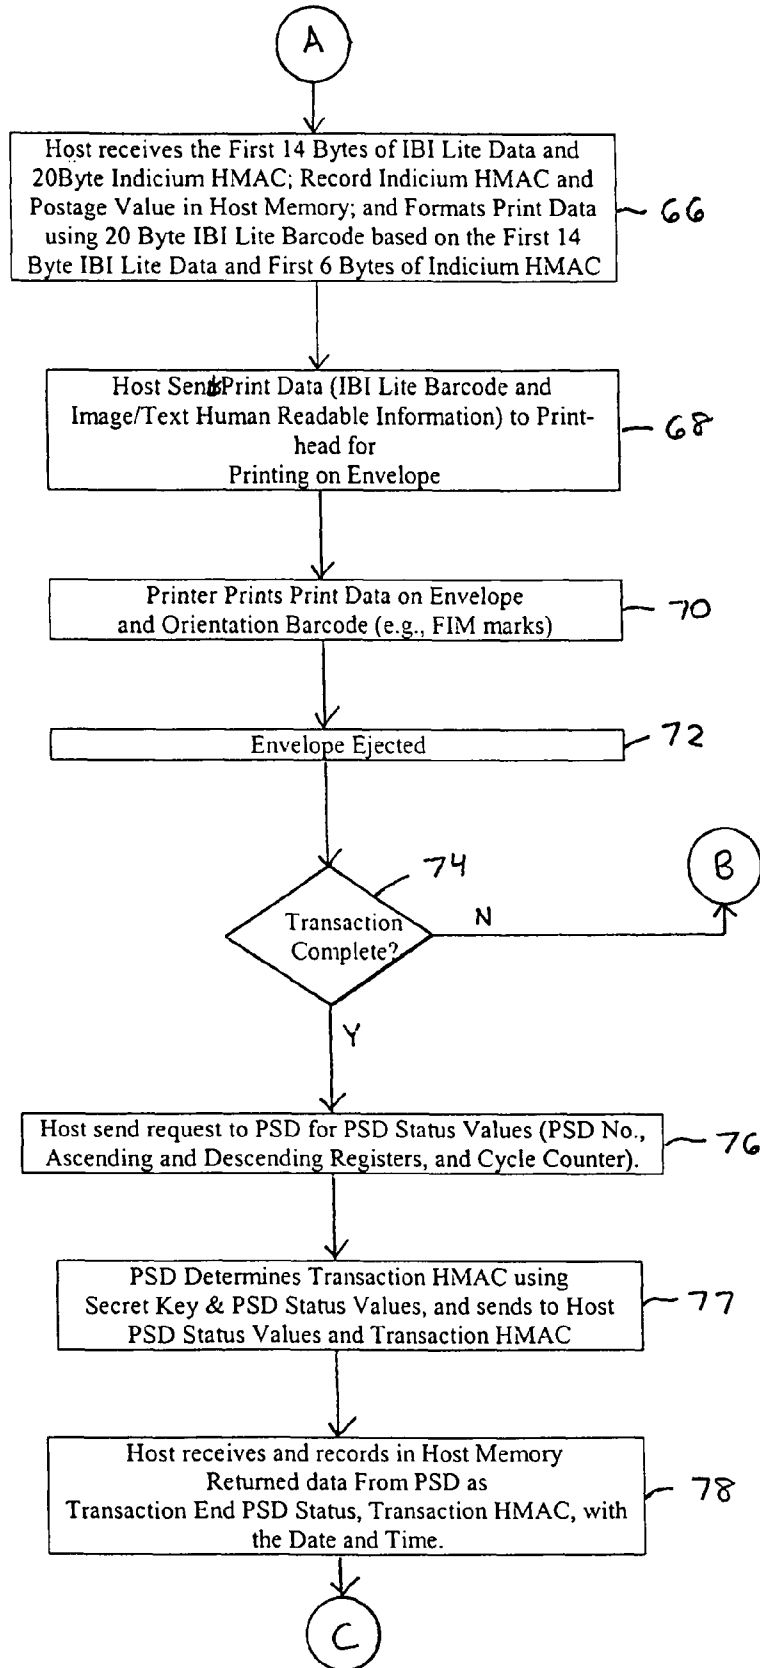 A
Host receives the First 14 Bytes of IBI Lite Data and
20Byte Indicium HMAC; Record Indicium HMAC and
Postage Value in Host Memory; and Formats Print Data
using 20 Byte IBI Lite Barcode based on the First 14
Byte IBI Lite Data and First 6 Bytes of Indicium HMAC
66
Host Sends Print Data (IBI Lite Barcode and
Image/Text Human Readable Information) to Print-
head for
Printing on Envelope
68
Printer Prints Print Data on Envelope
and Orientation Barcode (e.g., FIM marks)
70
Envelope Ejected
72
74
B
Transaction
Complete?
N
Y
Host send request to PSD for PSD Status Values (PSD No.,
Ascending and Descending Registers, and Cycle Counter).
76
PSD Determines Transaction HMAC using
Secret Key & PSD Status Values, and sends to Host
PSD Status Values and Transaction HMAC
77
Host receives and records in Host Memory
Returned data From PSD as
Transaction End PSD Status, Transaction HMAC, with
the Date and Time.
78
C